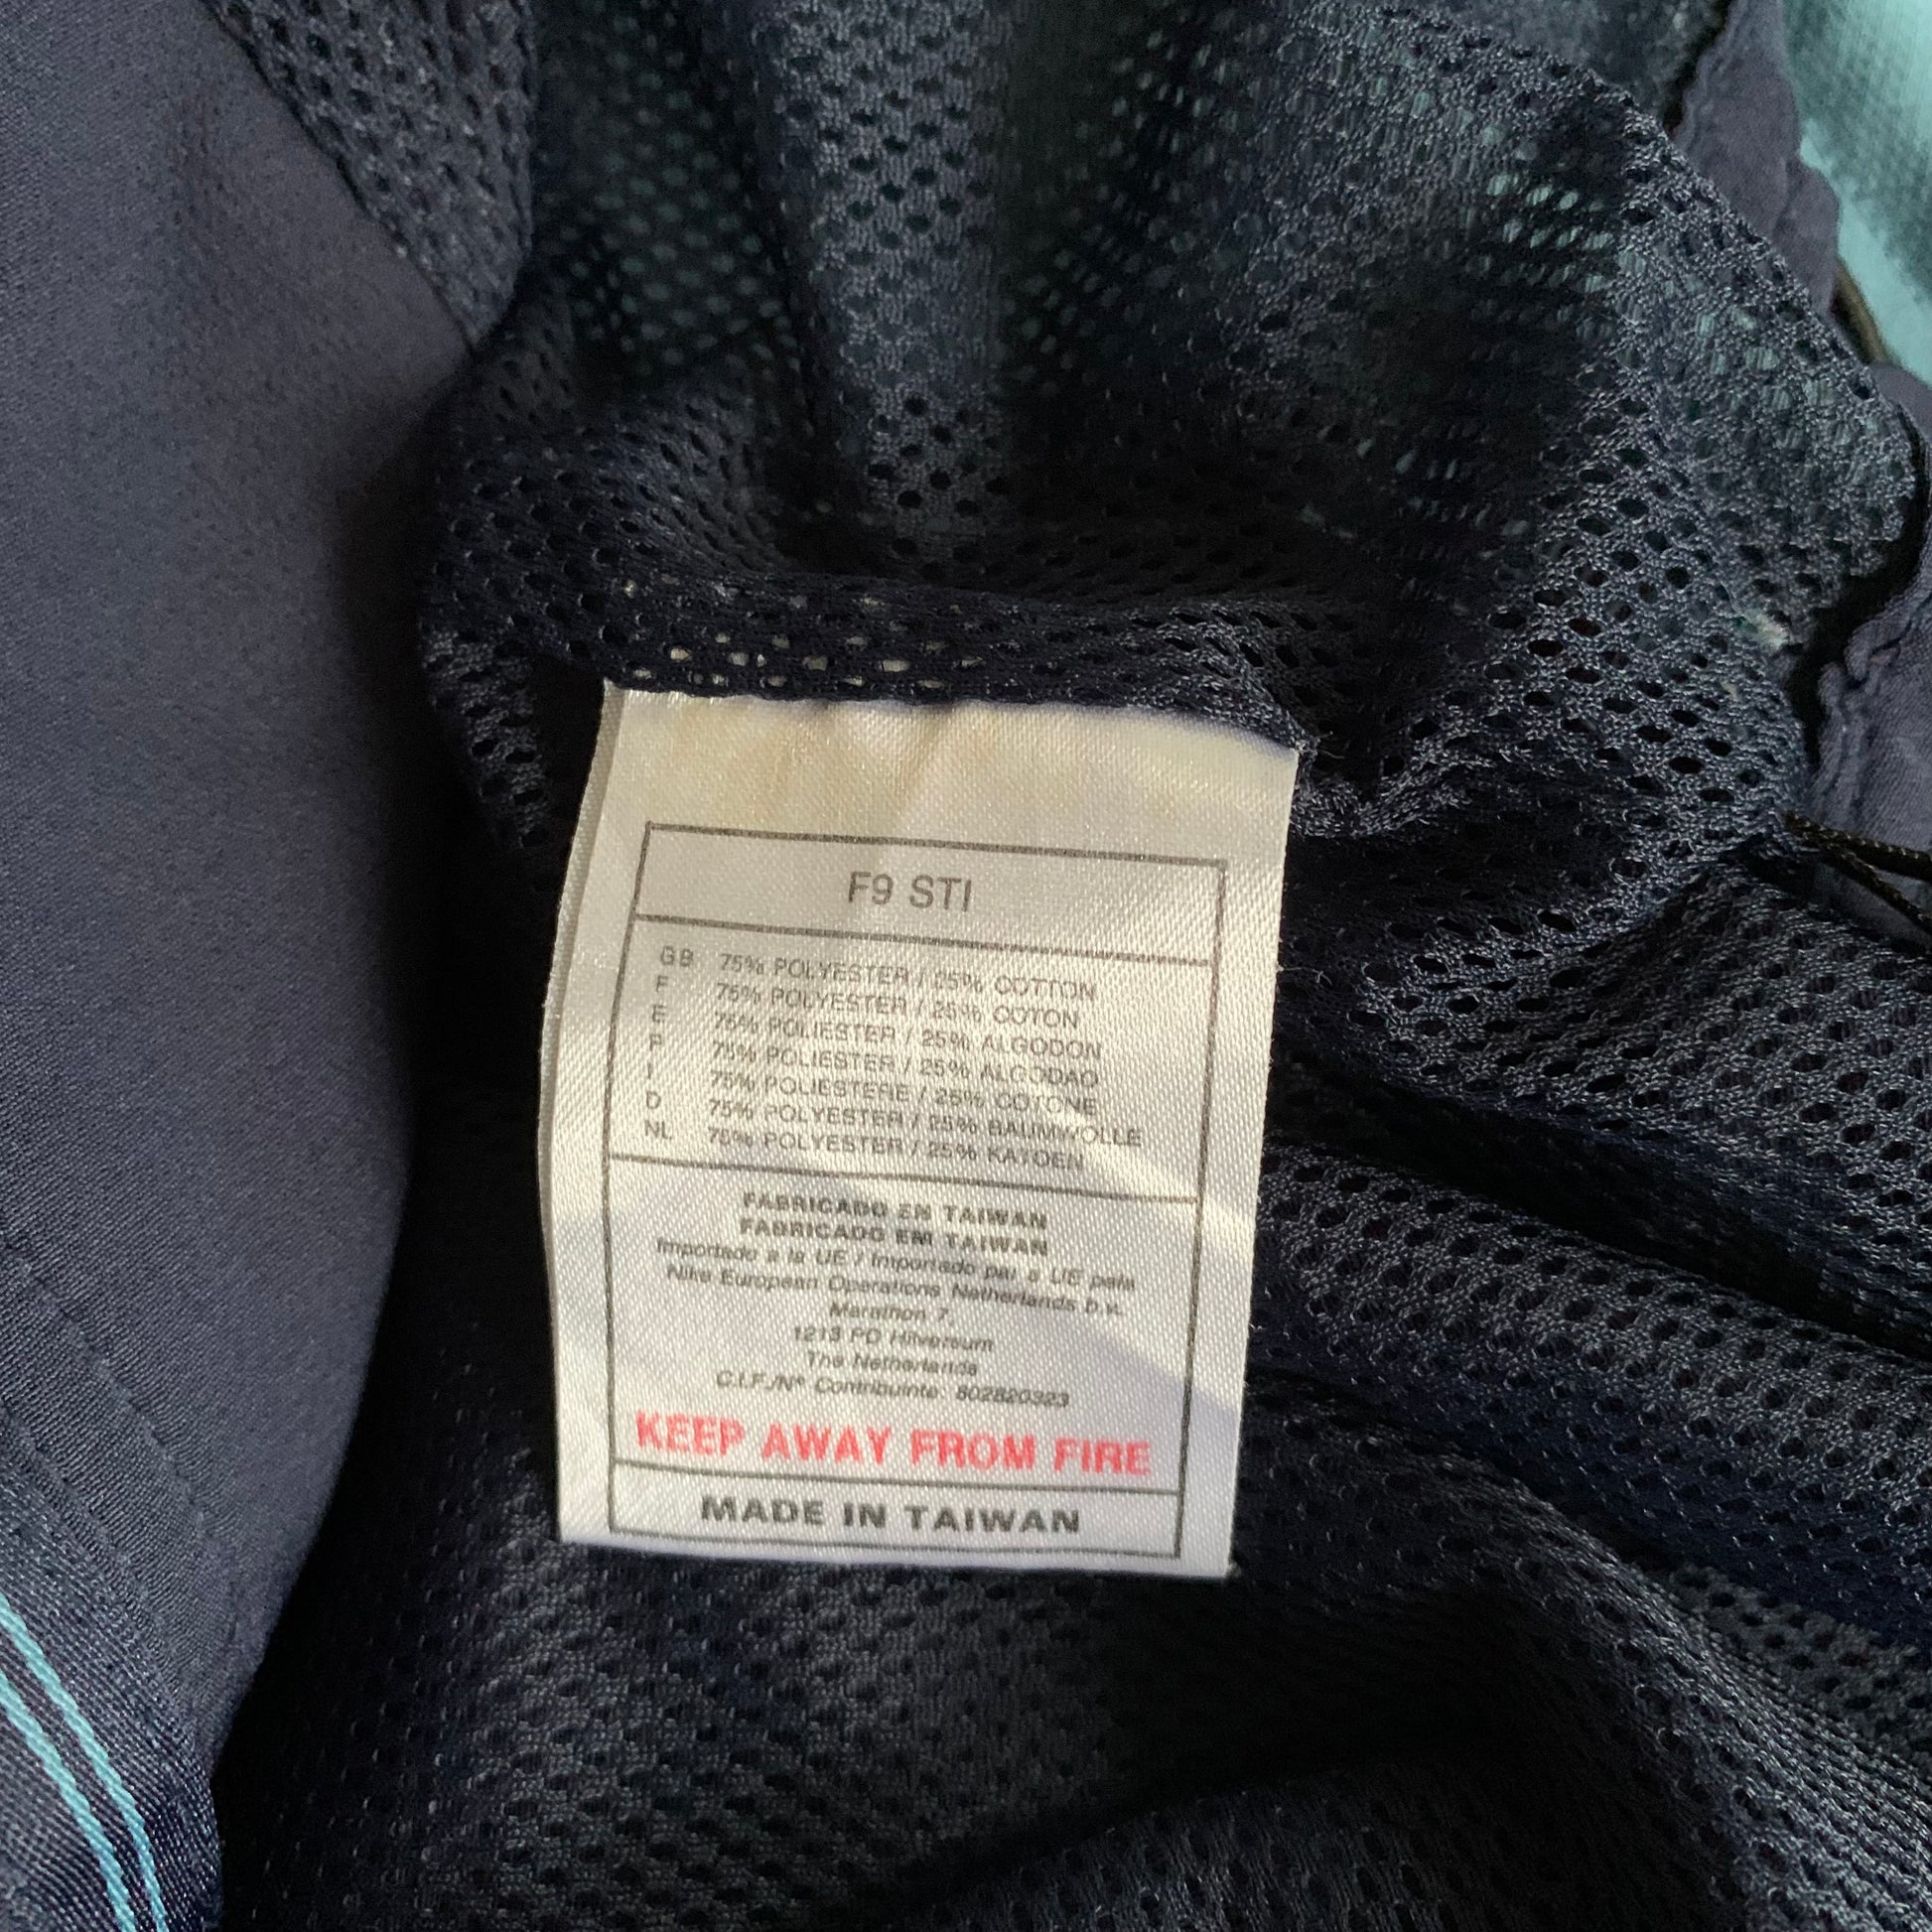 F9 STI
GB 75% POLYESTER / 25% COTTON
F 75% POLYESTER / 25% COTON
E 75% POLIESTER / 25% ALGODON
P 75% POLIESTER / 25% ALGODAO
I 75% POLIESTERE / 25% COTONE
D 75% POLYESTER / 25% BAUMWOLLE
NL 75% POLYESTER / 25% KATOEN
FABRICADO EN TAIWAN
FABRICADO EM TAIWAN
Importado a la UE / Importado par a UE pela
Nike European Operations Netherlands b.v.
Marathon 7,
1213 PD Hilversum
The Netherlands
C.I.F./Nº Contribuinte 802820323
KEEP AWAY FROM FIRE
MADE IN TAIWAN